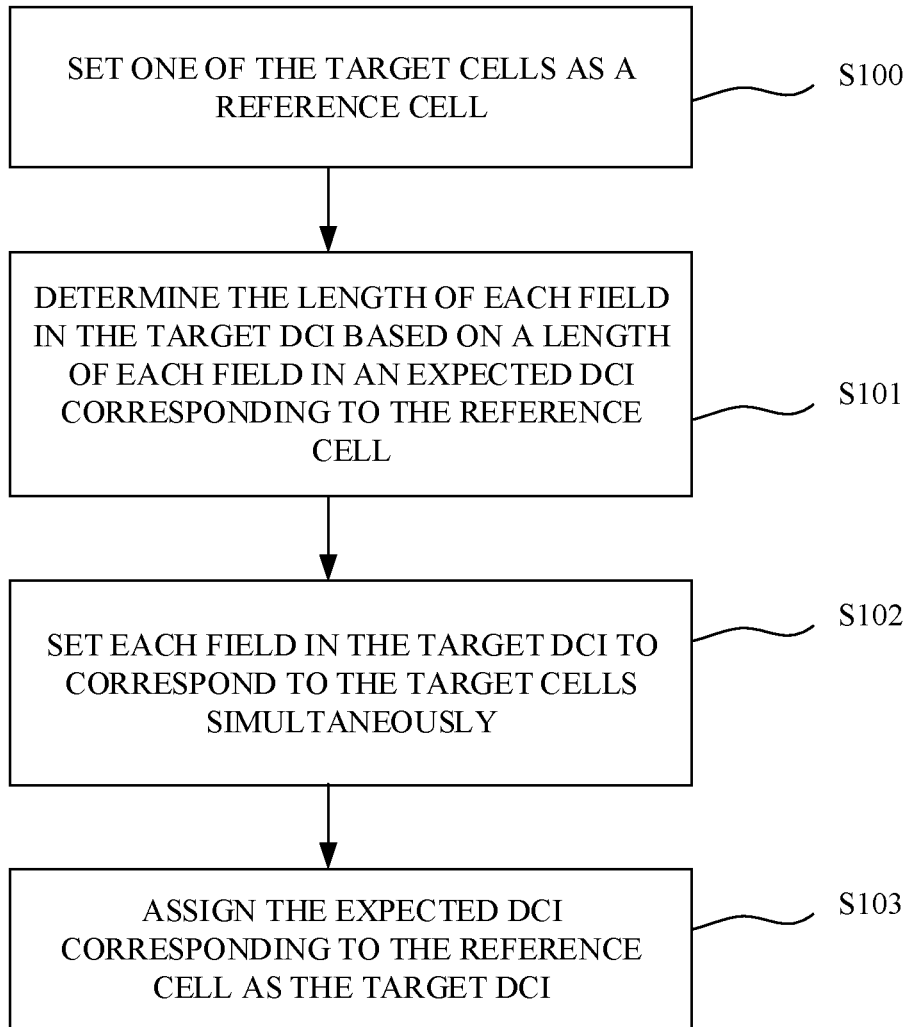 SET ONE OF THE TARGET CELLS AS A
REFERENCE CELL
S100
DETERMINE THE LENGTH OF EACH FIELD
IN THE TARGET DCI BASED ON A LENGTH
OF EACH FIELD IN AN EXPECTED DCI
CORRESPONDING TO THE REFERENCE
CELL
S101
SET EACH FIELD IN THE TARGET DCI TO
CORRESPOND TO THE TARGET CELLS
SIMULTANEOUSLY
S102
ASSIGN THE EXPECTED DCI
CORRESPONDING TO THE REFERENCE
CELL AS THE TARGET DCI
S103